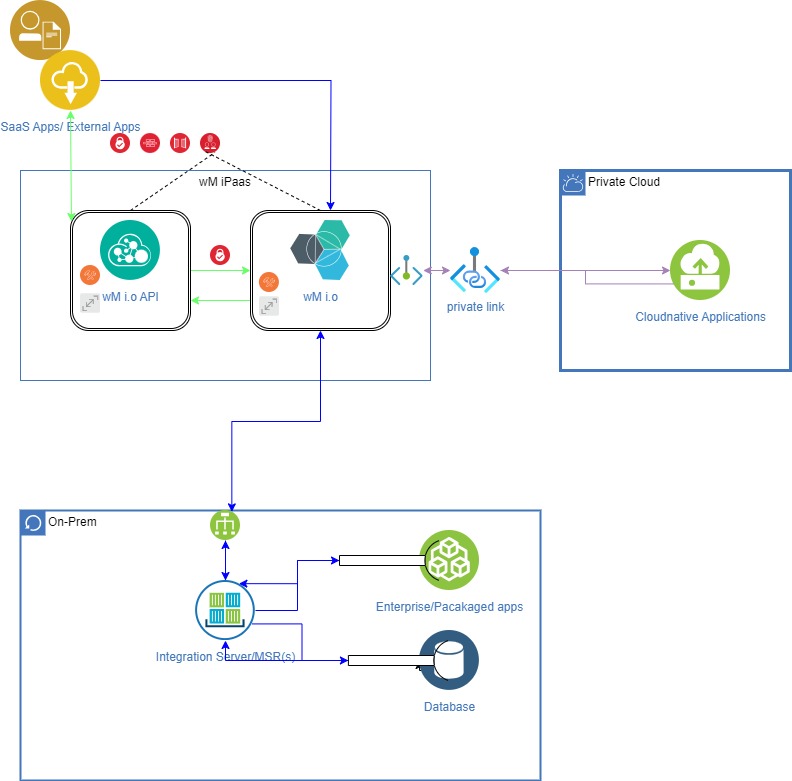 SaaS Apps/ External Apps
wM iPaas
Private Cloud
wM i.o API
wM i.o
private link
Cloudnative Applications
On-Prem
Enterprise/Pacakaged apps
Integration Server/MSR(s)
Database